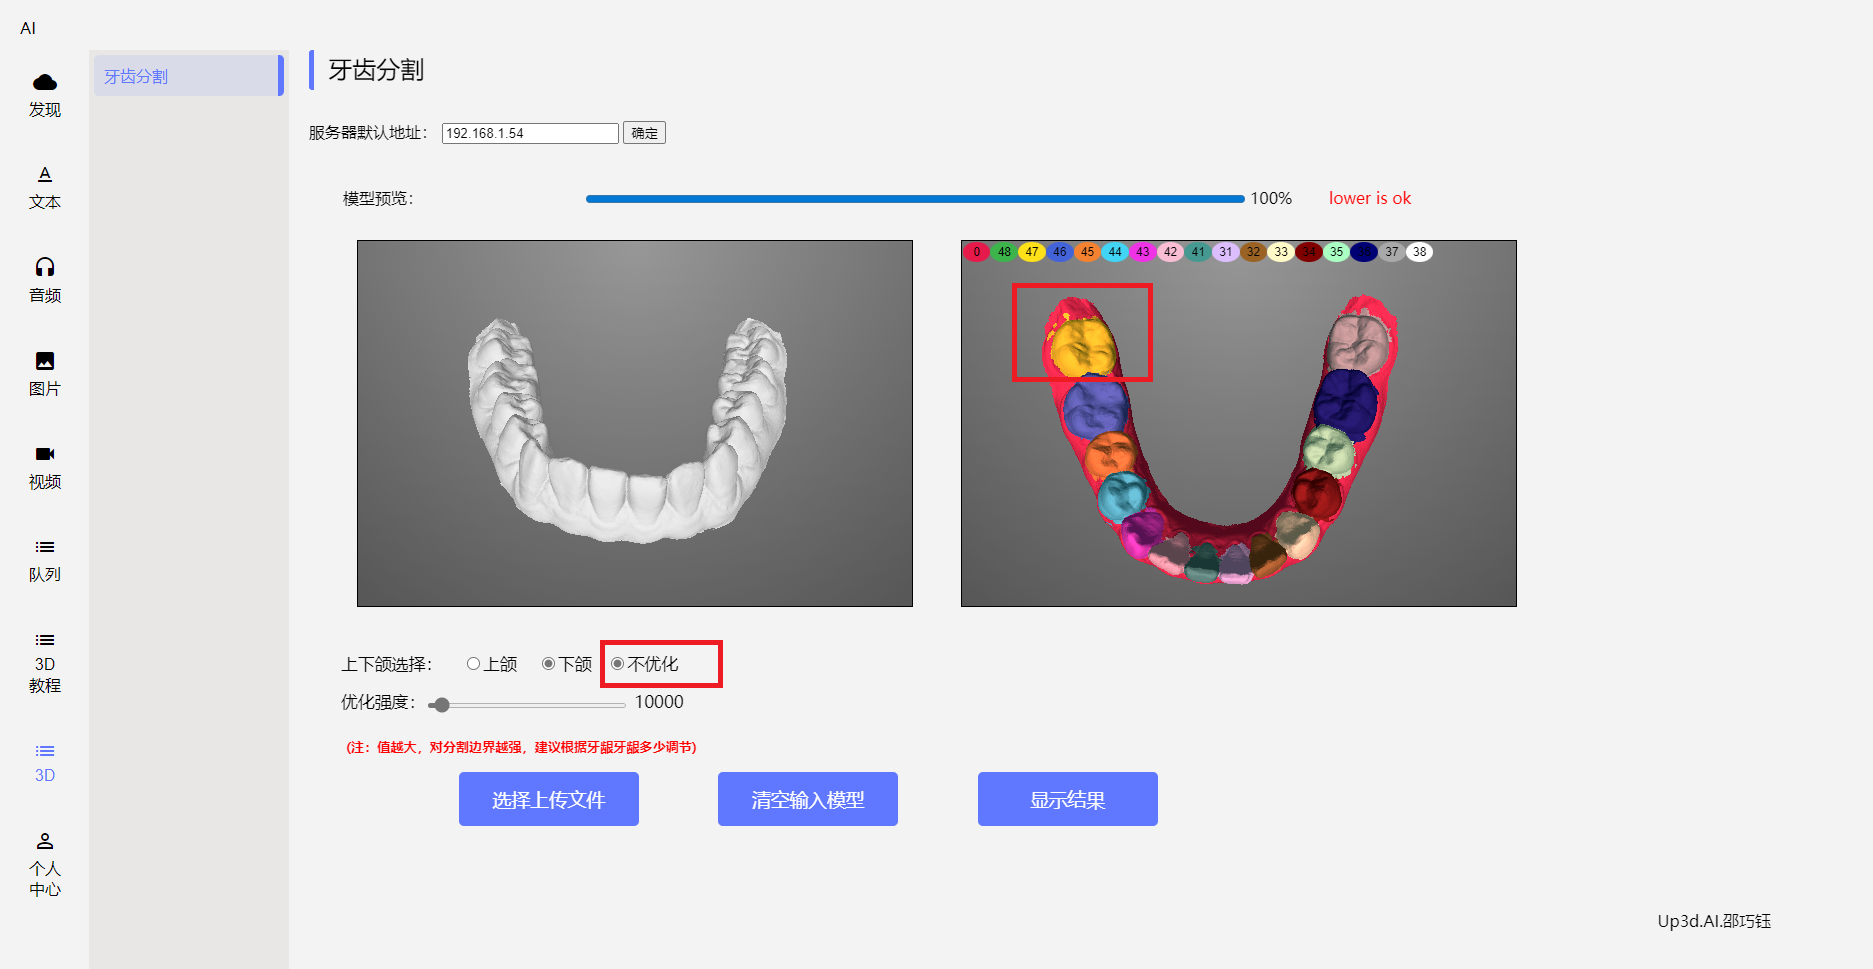 AI
发现
文本
音频
图片
视频
队列
3D
教程
3D
个人
中心
牙齿分割
牙齿分割
服务器默认地址： 192.168.1.54 确定
模型预览： 100% lower is ok
0 48 47 46 45 44 43 42 41 31 32 33 34 35 36 37 38
上下颌选择： 上颌 下颌 不优化
优化强度： 10000
(注：值越大，对分割边界越强，建议根据牙龈牙龈多少调节)
选择上传文件 清空输入模型 显示结果
Up3d.AI.邵巧钰